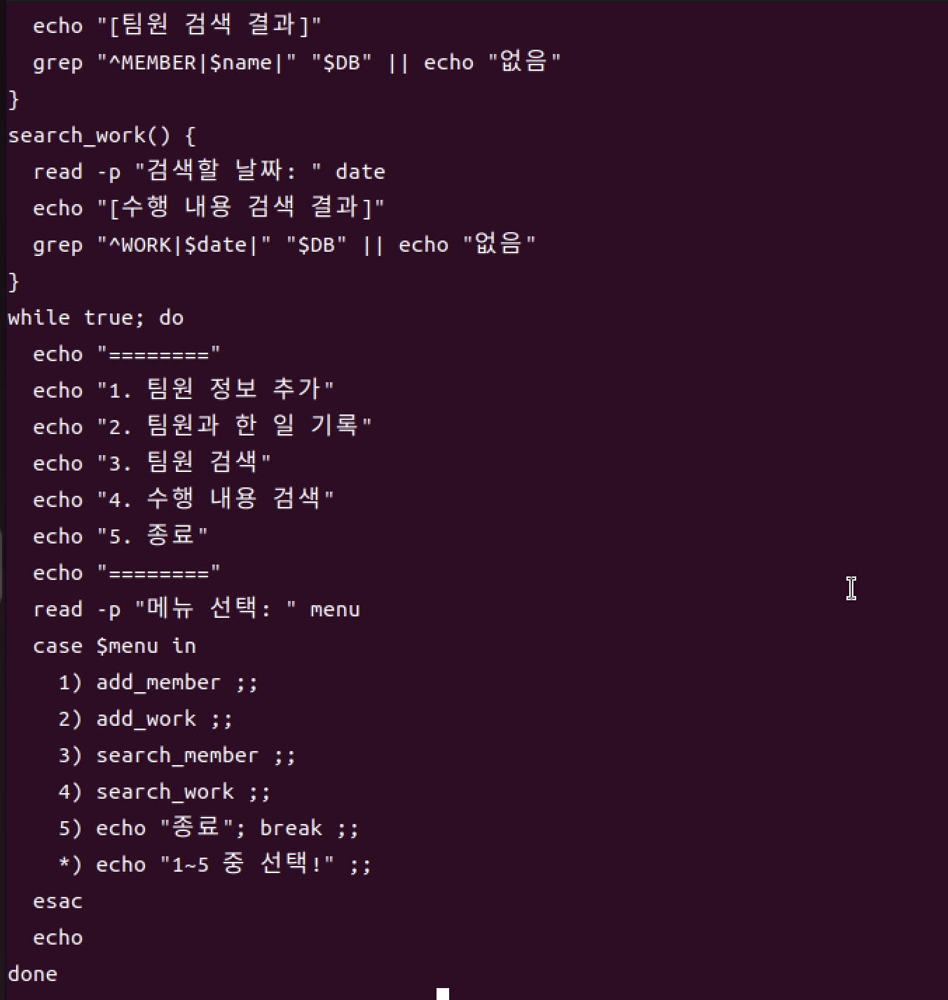 echo "[팀원 검색 결과]"
grep "^MEMBER|$name|" "$DB" || echo "없음"
}
search_work() {
read -p "검색할 날짜: " date
echo "[수행 내용 검색 결과]"
grep "^WORK|$date|" "$DB" || echo "없음"
}
while true; do
echo "========"
echo "1. 팀원 정보 추가"
echo "2. 팀원과 한 일 기록"
echo "3. 팀원 검색"
echo "4. 수행 내용 검색"
echo "5. 종료"
echo "========"
read -p "메뉴 선택: " menu
case $menu in
1) add_member ;;
2) add_work ;;
3) search_member ;;
4) search_work ;;
5) echo "종료"; break ;;
*) echo "1~5 중 선택!" ;;
esac
echo
done